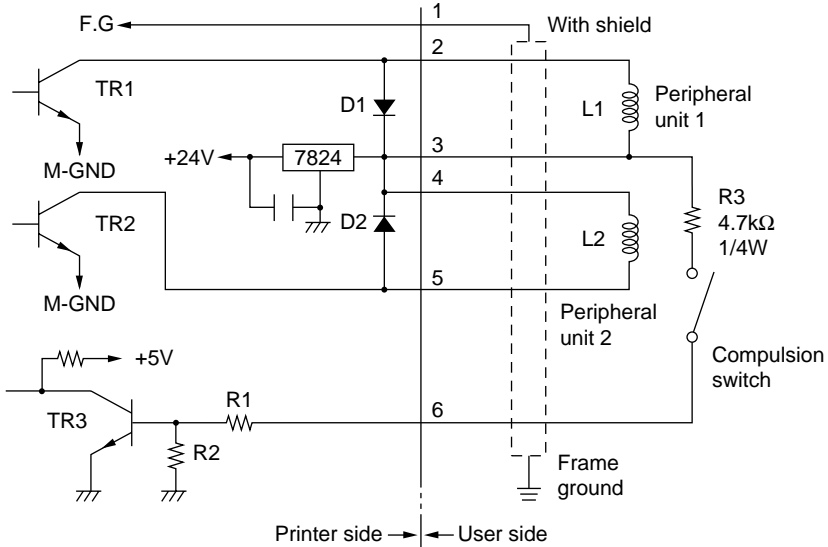 F.G
1
With shield
2
TR1
D1
L1
Peripheral
unit 1
M-GND
+24V
7824
3
4
TR2
D2
L2
R3
4.7kΩ
1/4W
M-GND
5
Peripheral
unit 2
+5V
Compulsion
switch
TR3
R1
6
R2
Frame
ground
Printer side
User side